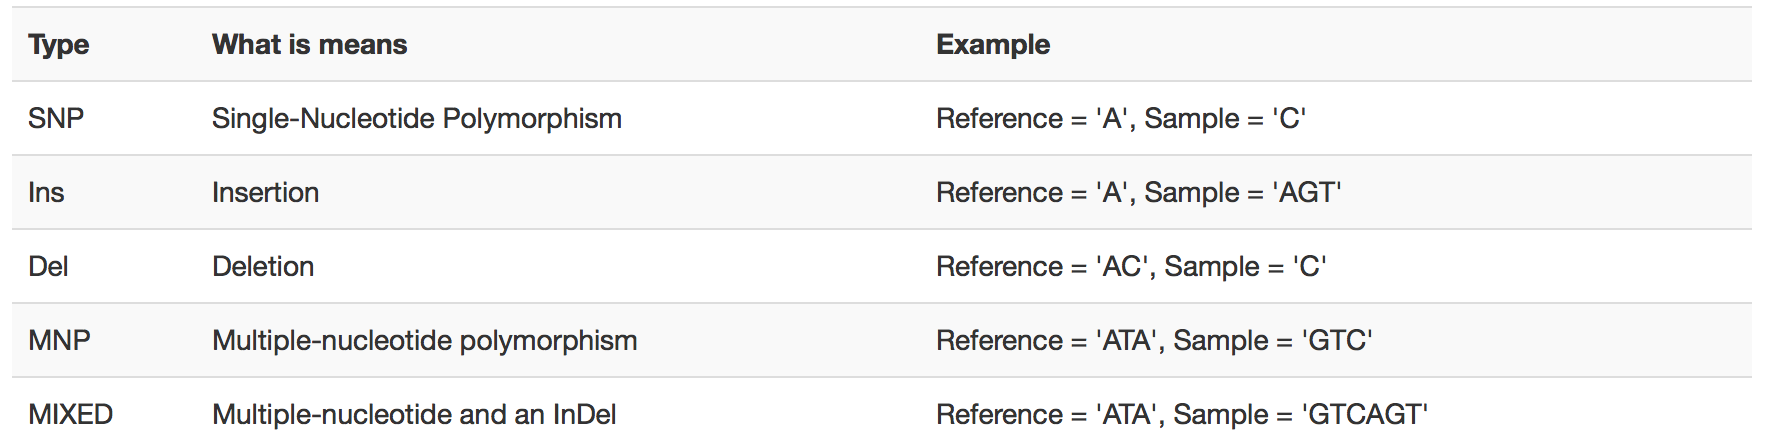 Type What is means Example
SNP Single-Nucleotide Polymorphism Reference = 'A', Sample = 'C'
Ins Insertion Reference = 'A', Sample = 'AGT'
Del Deletion Reference = 'AC', Sample = 'C'
MNP Multiple-nucleotide polymorphism Reference = 'ATA', Sample = 'GTC'
MIXED Multiple-nucleotide and an InDel Reference = 'ATA', Sample = 'GTCAGT'